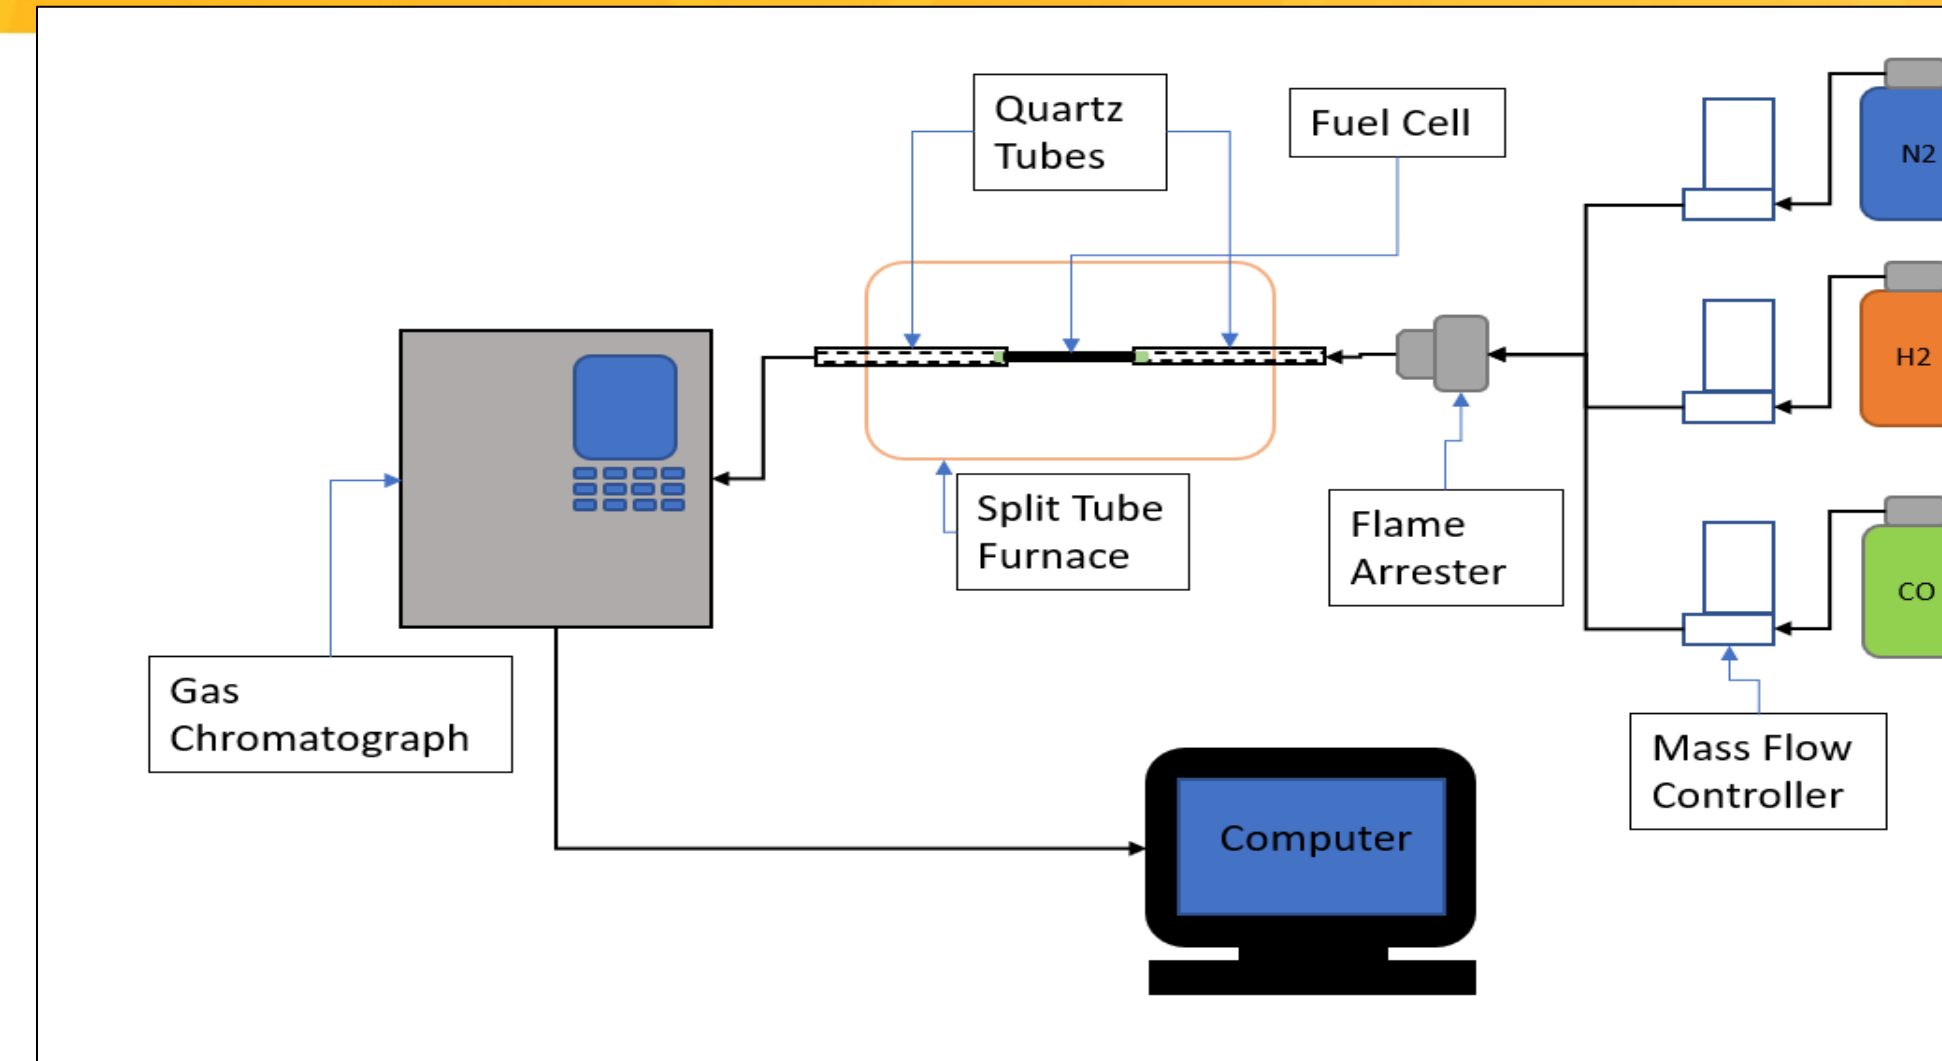 Quartz
Tubes
Fuel Cell
N2
H2
Split Tube
Furnace
Flame
Arrester
CO
Gas
Chromatograph
Mass Flow
Controller
Computer